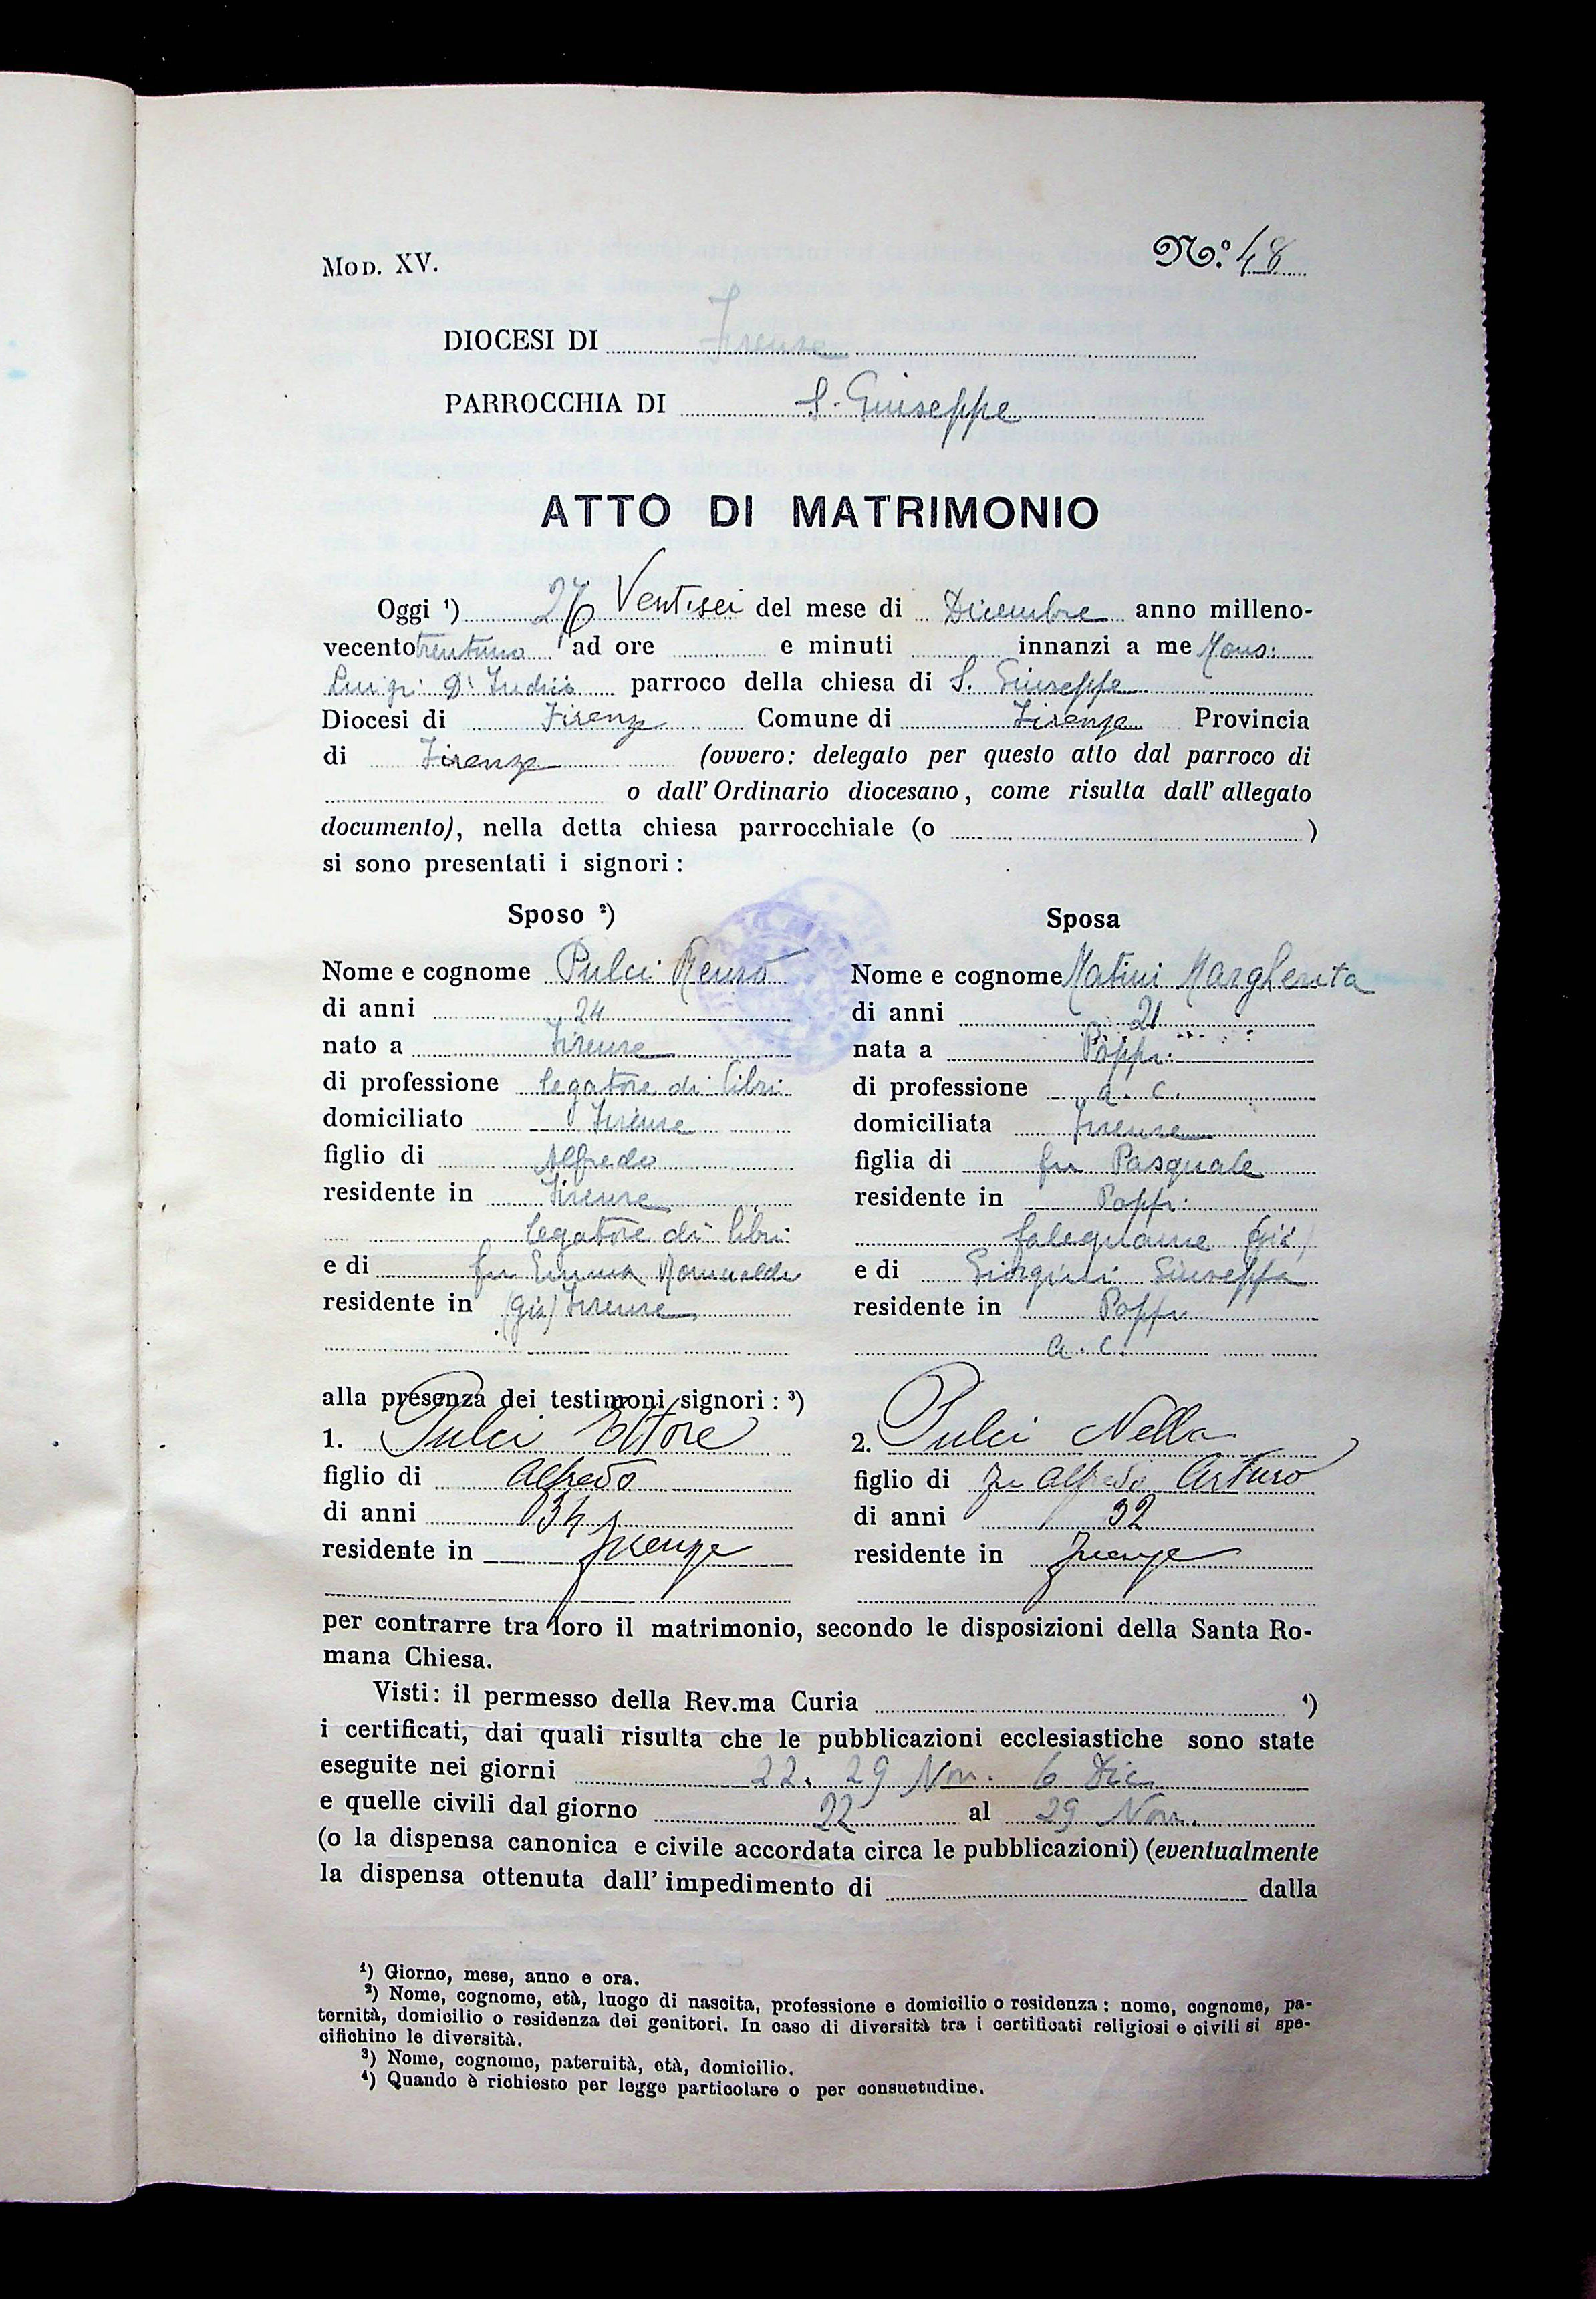 Mod. XV.
N.º 48
DIOCESI DI Firenze
PARROCCHIA DI S. Giuseppe
ATTO DI MATRIMONIO
Oggi ¹) 26 Ventisei del mese di Dicembre anno milleno-
vecento trentuno ad ore e minuti innanzi a me Mons:
Luigi D' Indico parroco della chiesa di S. Giuseppe
Diocesi di Firenze Comune di Firenze Provincia
di Firenze (ovvero: delegato per questo atto dal parroco di
o dall' Ordinario diocesano, come risulta dall' allegato
documento), nella detta chiesa parrocchiale (o )
si sono presentati i signori:
Sposo ²)
Nome e cognome Pulci Renzo
di anni 24
nato a Firenze
di professione legatore di libri
domiciliato Firenze
figlio di Alfredo
residente in Firenze
legatore di libri
e di fu Emma Romualdi
residente in (già) Firenze
Sposa
Nome e cognome Matini Margherita
di anni 21
nata a Poppi
di professione a. c.
domiciliata Firenze
figlia di fu Pasquale
residente in Poppi
falegname (già)
e di Giorgini Giuseppa
residente in Poppi
a. c.
alla presenza dei testimoni signori: ³)
1. Pulci Ettore
figlio di Alfredo
di anni 34
residente in Firenze
2. Pulci Nella
figlio di fu Alfredo Arturo
di anni 32
residente in Firenze
per contrarre tra loro il matrimonio, secondo le disposizioni della Santa Ro-
mana Chiesa.
Visti: il permesso della Rev.ma Curia ⁴)
i certificati, dai quali risulta che le pubblicazioni ecclesiastiche sono state
eseguite nei giorni 22. 29 Nov. 6 Dic.
e quelle civili dal giorno 22 al 29 Nov.
(o la dispensa canonica e civile accordata circa le pubblicazioni) (eventualmente
la dispensa ottenuta dall' impedimento di dalla
¹) Giorno, mese, anno e ora.
²) Nome, cognome, età, luogo di nascita, professione e domicilio o residenza: nome, cognome, pa-
ternità, domicilio o residenza dei genitori. In caso di diversità tra i certificati religiosi e civili si spe-
cifichino le diversità.
³) Nome, cognome, paternità, età, domicilio.
⁴) Quando è richiesto per legge particolare o per consuetudine.